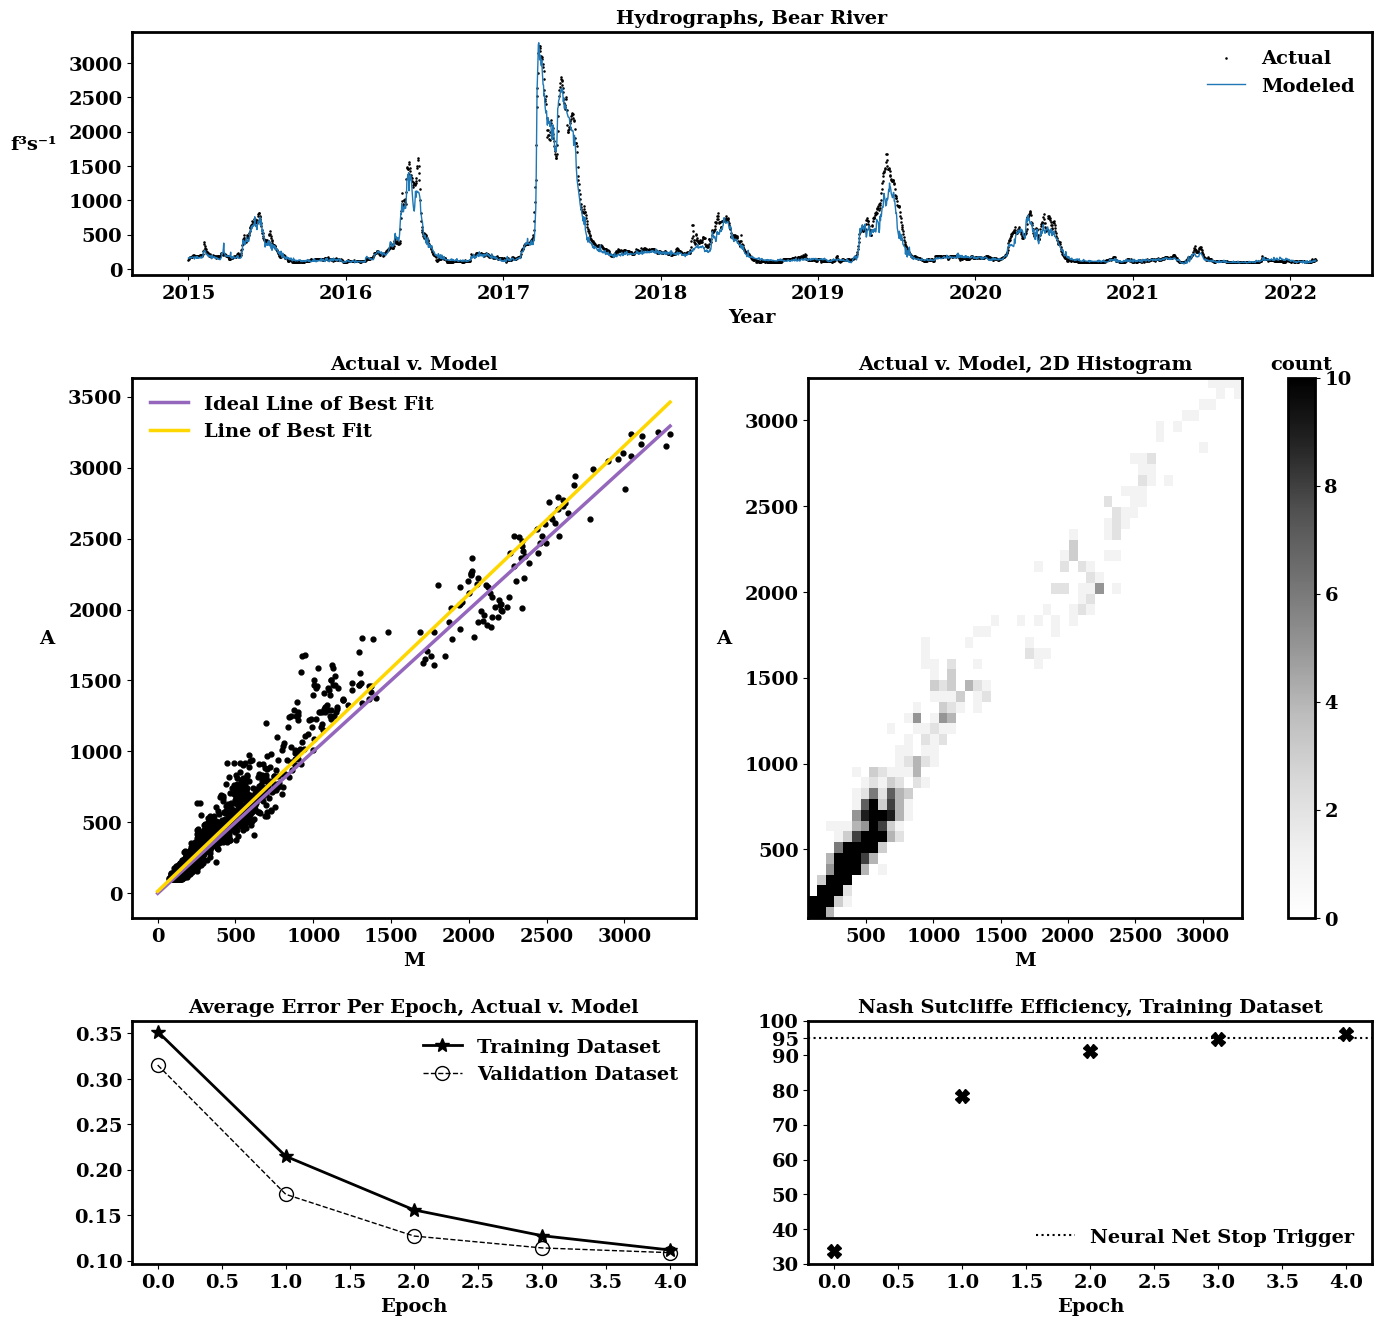 Hydrographs, Bear River
3000
2500
2000
1500
1000
500
0
f³s⁻¹
Actual
Modeled
2015 2016 2017 2018 2019 2020 2021 2022
Year
Actual v. Model
3500
3000
2500
2000
1500
1000
500
0
A
Ideal Line of Best Fit
Line of Best Fit
0 500 1000 1500 2000 2500 3000
M
Actual v. Model, 2D Histogram
3000
2500
2000
1500
1000
500
A
500 1000 1500 2000 2500 3000
M
count
10
8
6
4
2
0
Average Error Per Epoch, Actual v. Model
0.35
0.30
0.25
0.20
0.15
0.10
Training Dataset
Validation Dataset
0.0 0.5 1.0 1.5 2.0 2.5 3.0 3.5 4.0
Epoch
Nash Sutcliffe Efficiency, Training Dataset
100
95
90
80
70
60
50
40
30
Neural Net Stop Trigger
0.0 0.5 1.0 1.5 2.0 2.5 3.0 3.5 4.0
Epoch